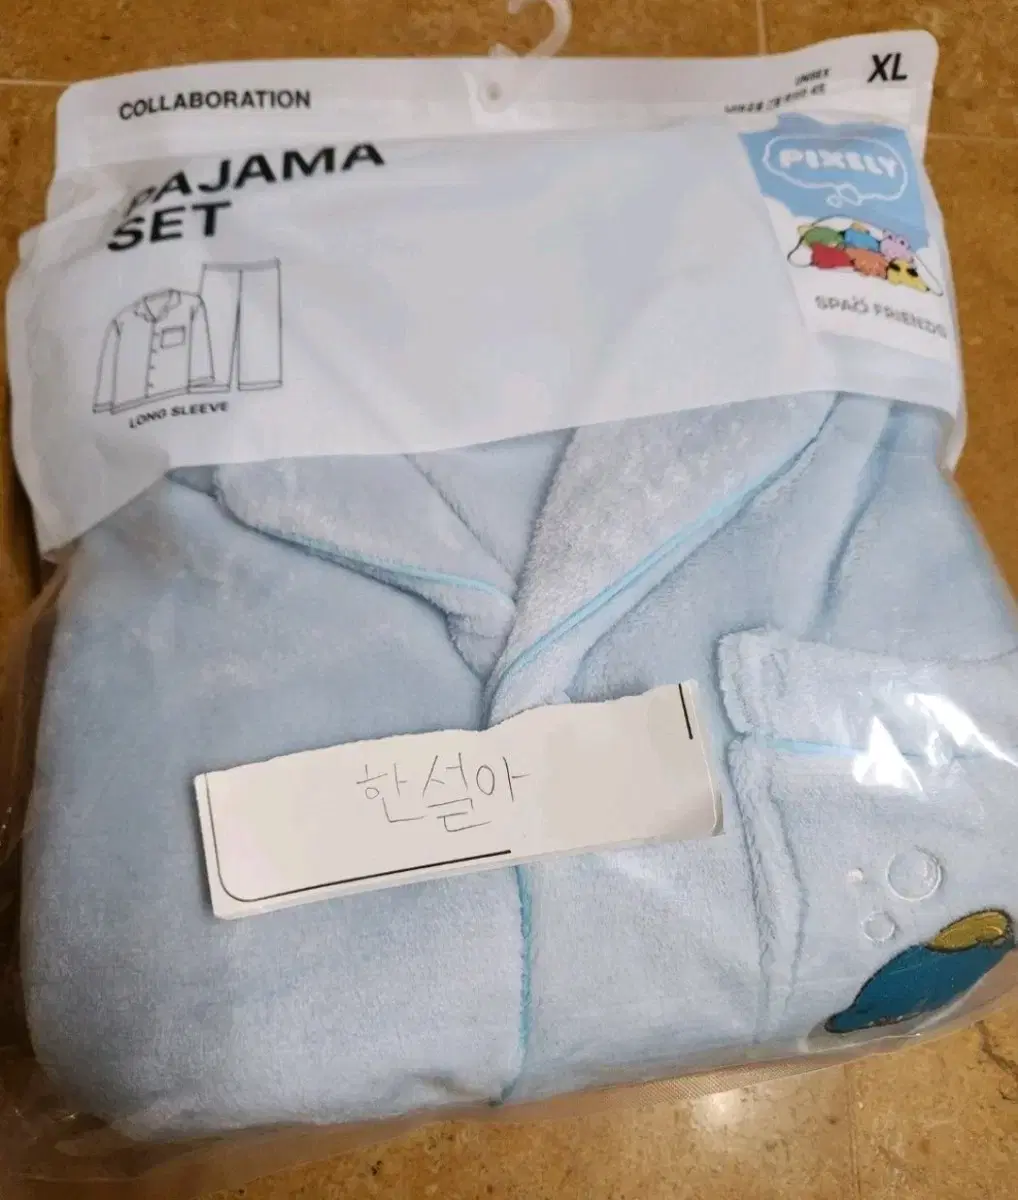 COLLABORATION
UNISEX
XL
PAJAMA
SET
PIXELY
SPAO FRIENDS
LONG SLEEVE
한설아